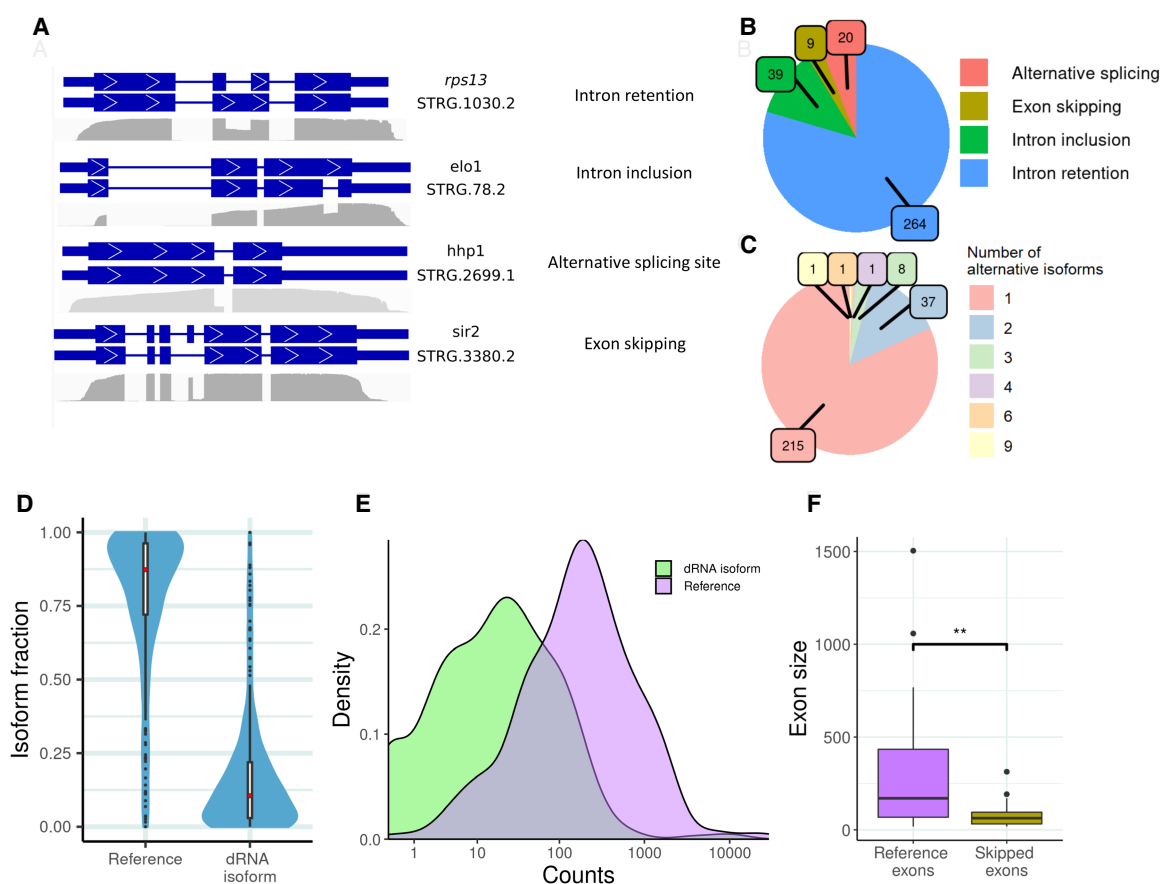 A
A
rps13
STRG.1030.2
Intron retention
elo1
STRG.78.2
Intron inclusion
hhp1
STRG.2699.1
Alternative splicing site
sir2
STRG.3380.2
Exon skipping
B
B
39
9
20
264
Alternative splicing
Exon skipping
Intron inclusion
Intron retention
C
C
1
1
1
8
37
215
Number of
alternative isoforms
1
2
3
4
6
9
D
Isoform fraction
1.00
0.75
0.50
0.25
0.00
Reference
dRNA
isoform
E
Density
0.2
0.1
0.0
1
10
100
1000
10000
Counts
dRNA isoform
Reference
F
Exon size
1500
1000
500
0
**
Reference
exons
Skipped
exons